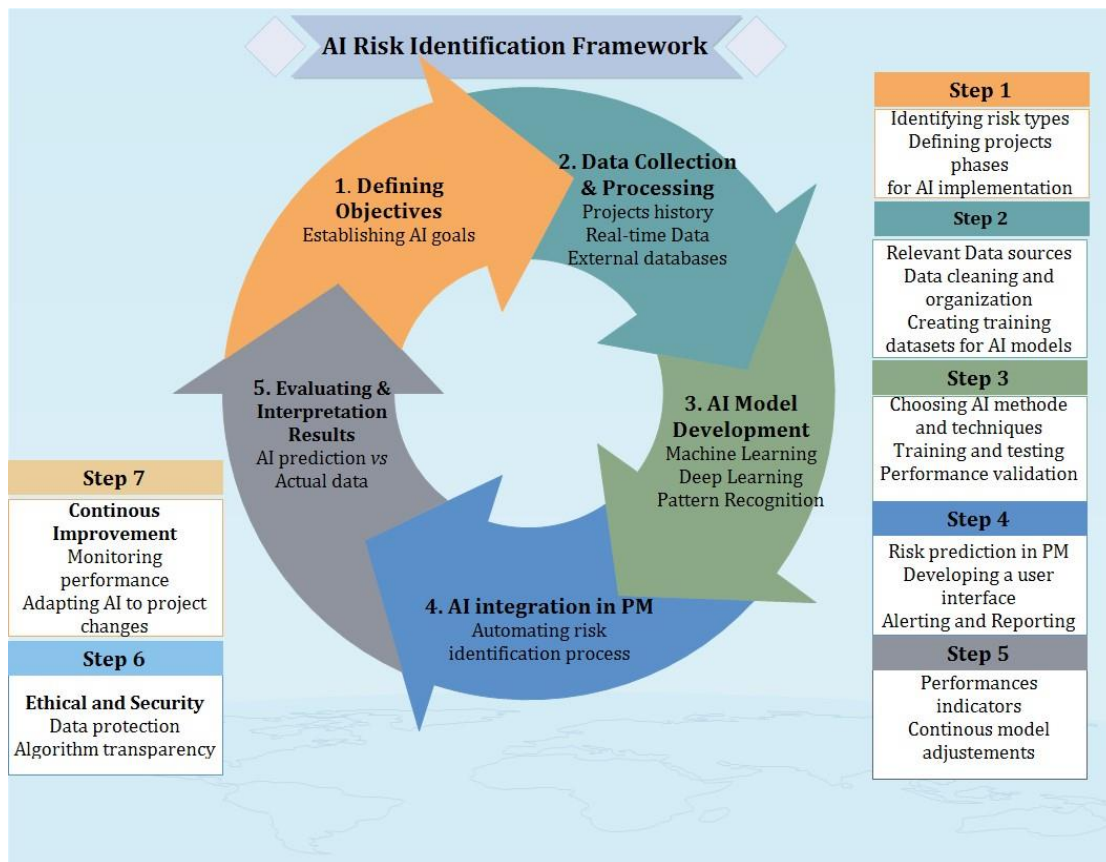 AI Risk Identification Framework
1. Defining
Objectives
Establishing AI goals
2. Data Collection
& Processing
Projects history
Real-time Data
External databases
3. AI Model
Development
Machine Learning
Deep Learning
Pattern Recognition
4. AI integration in PM
Automating risk
identification process
5. Evaluating &
Interpretation
Results
AI prediction vs
Actual data
Step 1
Identifying risk types
Defining projects
phases
for AI implementation
Step 2
Relevant Data sources
Data cleaning and
organization
Creating training
datasets for AI models
Step 3
Choosing AI methode
and techniques
Training and testing
Performance validation
Step 4
Risk prediction in PM
Developing a user
interface
Alerting and Reporting
Step 5
Performances
indicators
Continous model
adjustements
Step 7
Continous
Improvement
Monitoring
performance
Adapting AI to project
changes
Step 6
Ethical and Security
Data protection
Algorithm transparency